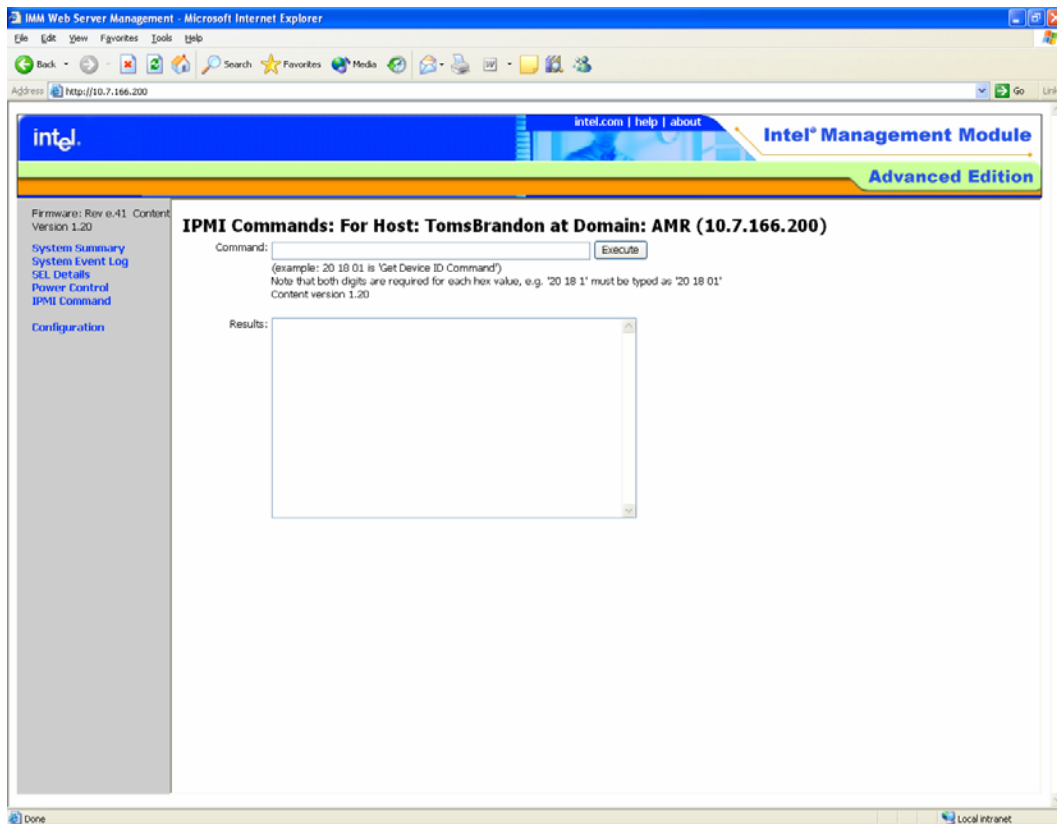 IMM Web Server Management - Microsoft Internet Explorer
File Edit View Favorites Tools Help
Back Search Favorites Media
Address http://10.7.166.200 Go
intel.com | help | about
intel. Intel® Management Module
Advanced Edition
Firmware: Rev e.41 Content
Version 1.20
System Summary
System Event Log
SEL Details
Power Control
IPMI Command
Configuration
IPMI Commands: For Host: TomsBrandon at Domain: AMR (10.7.166.200)
Command: Execute
(example: 20 18 01 is 'Get Device ID Command')
Note that both digits are required for each hex value, e.g. '20 18 1' must be typed as '20 18 01'
Content version 1.20
Results:
Done Local intranet